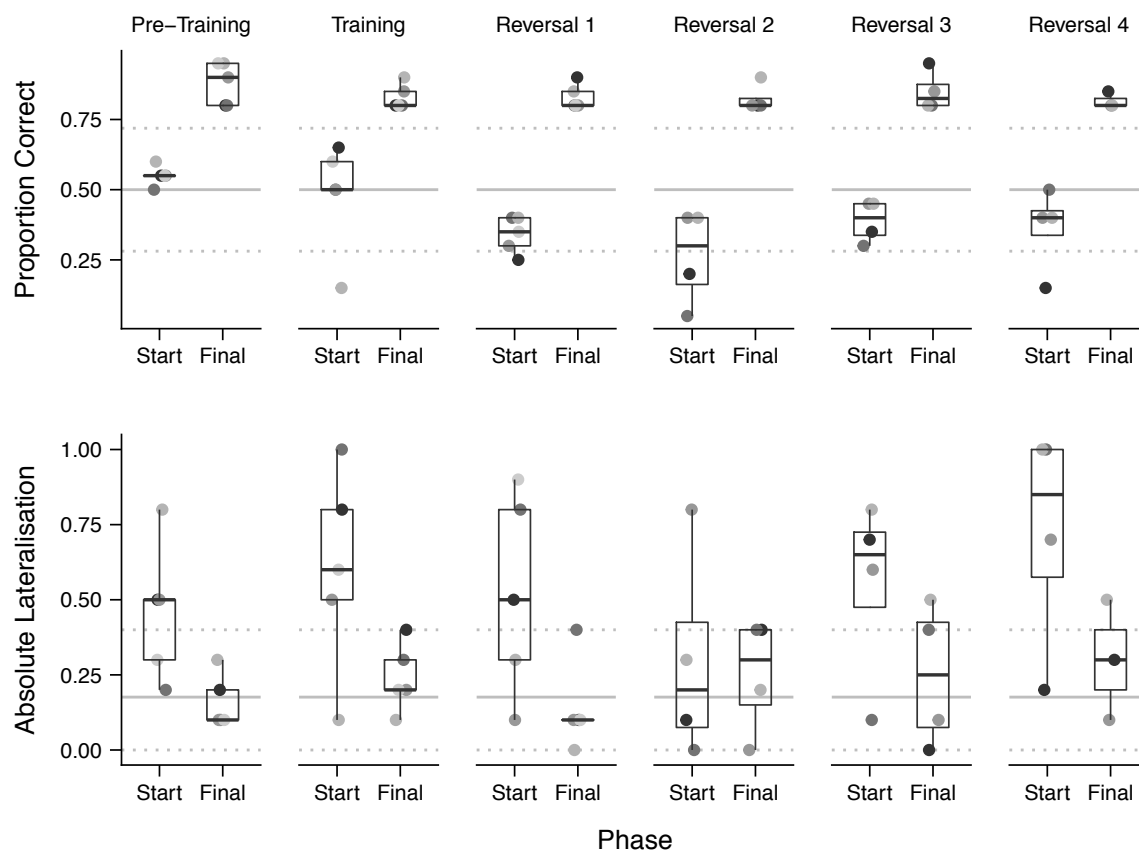 Pre−Training Training Reversal 1 Reversal 2 Reversal 3 Reversal 4
Proportion Correct
0.75
0.50
0.25
Start Final Start Final Start Final Start Final Start Final Start Final
Absolute Lateralisation
1.00
0.75
0.50
0.25
0.00
Start Final Start Final Start Final Start Final Start Final Start Final
Phase